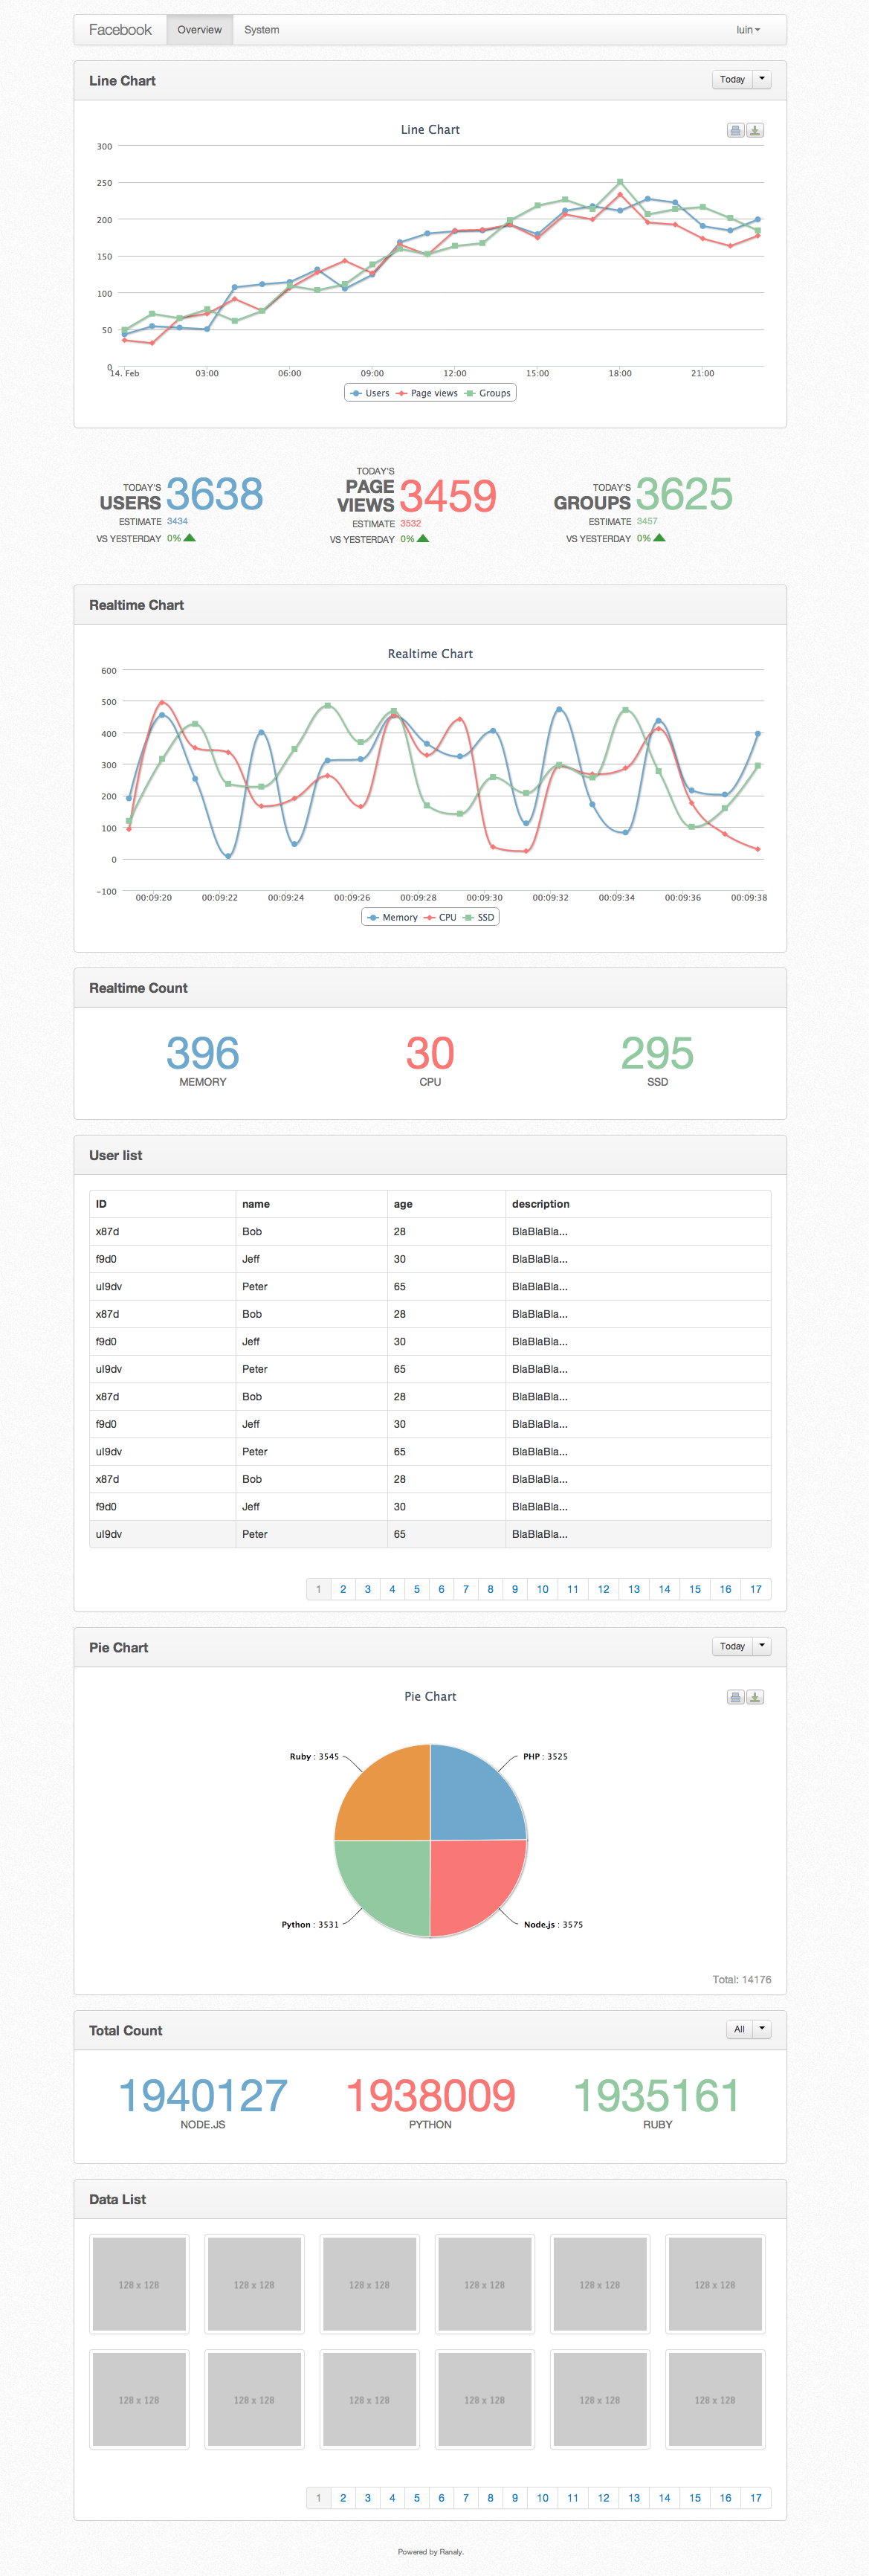 Facebook Overview System luin
Line Chart Today
Line Chart
300
250
200
150
100
50
0
14. Feb 03:00 06:00 09:00 12:00 15:00 18:00 21:00
Users Page views Groups
TODAY'S
USERS 3638
ESTIMATE 3434
VS YESTERDAY 0%
TODAY'S
PAGE
VIEWS 3459
ESTIMATE 3532
VS YESTERDAY 0%
TODAY'S
GROUPS 3625
ESTIMATE 3457
VS YESTERDAY 0%
Realtime Chart
Realtime Chart
600
500
400
300
200
100
0
-100
00:09:20 00:09:22 00:09:24 00:09:26 00:09:28 00:09:30 00:09:32 00:09:34 00:09:36 00:09:38
Memory CPU SSD
Realtime Count
396 30 295
MEMORY CPU SSD
User list
ID name age description
x87d Bob 28 BlaBlaBla...
f9d0 Jeff 30 BlaBlaBla...
ul9dv Peter 65 BlaBlaBla...
x87d Bob 28 BlaBlaBla...
f9d0 Jeff 30 BlaBlaBla...
ul9dv Peter 65 BlaBlaBla...
x87d Bob 28 BlaBlaBla...
f9d0 Jeff 30 BlaBlaBla...
ul9dv Peter 65 BlaBlaBla...
x87d Bob 28 BlaBlaBla...
f9d0 Jeff 30 BlaBlaBla...
ul9dv Peter 65 BlaBlaBla...
1 2 3 4 5 6 7 8 9 10 11 12 13 14 15 16 17
Pie Chart Today
Pie Chart
Ruby : 3545 PHP : 3525
Python : 3531 Node.js : 3575
Total: 14176
Total Count All
1940127 1938009 1935161
NODE.JS PYTHON RUBY
Data List
128 x 128 128 x 128 128 x 128 128 x 128 128 x 128 128 x 128
128 x 128 128 x 128 128 x 128 128 x 128 128 x 128 128 x 128
1 2 3 4 5 6 7 8 9 10 11 12 13 14 15 16 17
Powered by Ranaly.